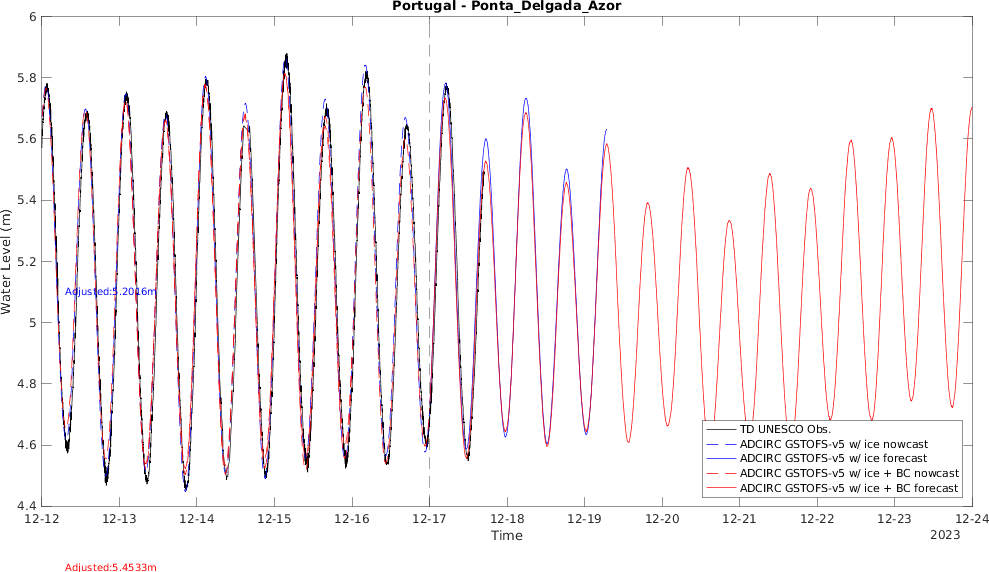 Portugal - Ponta_Delgada_Azor
6
5.8
5.6
5.4
5.2
5
4.8
4.6
4.4
Water Level (m)
Adjusted:5.2016m
TD UNESCO Obs.
ADCIRC GSTOFS-v5 w/ ice nowcast
ADCIRC GSTOFS-v5 w/ ice forecast
ADCIRC GSTOFS-v5 w/ ice + BC nowcast
ADCIRC GSTOFS-v5 w/ ice + BC forecast
12-12 12-13 12-14 12-15 12-16 12-17 12-18 12-19 12-20 12-21 12-22 12-23 12-24
Time
2023
Adjusted:5.4533m